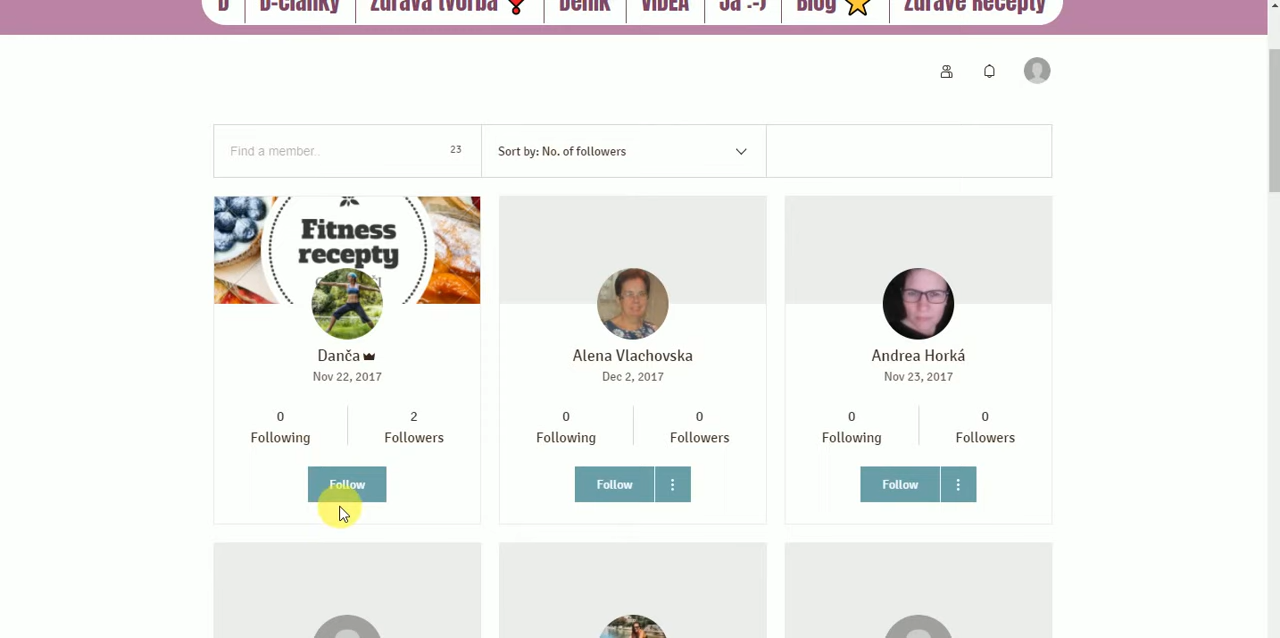 D D-články Zdravá tvorba Deník VIDEA Já :-) Blog Zdravé Recepty
Find a member.. 23 Sort by: No. of followers
Fitness
recepty
Danča Alena Vlachovska Andrea Horká
Nov 22, 2017 Dec 2, 2017 Nov 23, 2017
0 2 0 0 0 0
Following Followers Following Followers Following Followers
Follow Follow Follow